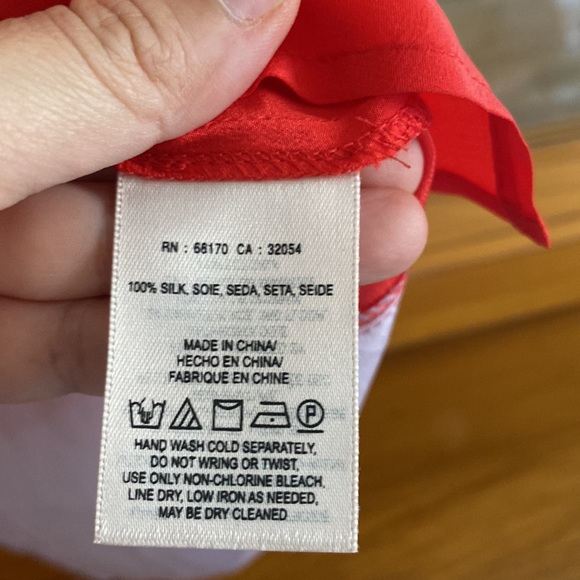 RN : 68170 CA : 32054
100% SILK, SOIE, SEDA, SETA, SEIDE
MADE IN CHINA/
HECHO EN CHINA/
FABRIQUE EN CHINE
P
HAND WASH COLD SEPARATELY,
DO NOT WRING OR TWIST,
USE ONLY NON-CHLORINE BLEACH.
LINE DRY, LOW IRON AS NEEDED,
MAY BE DRY CLEANED